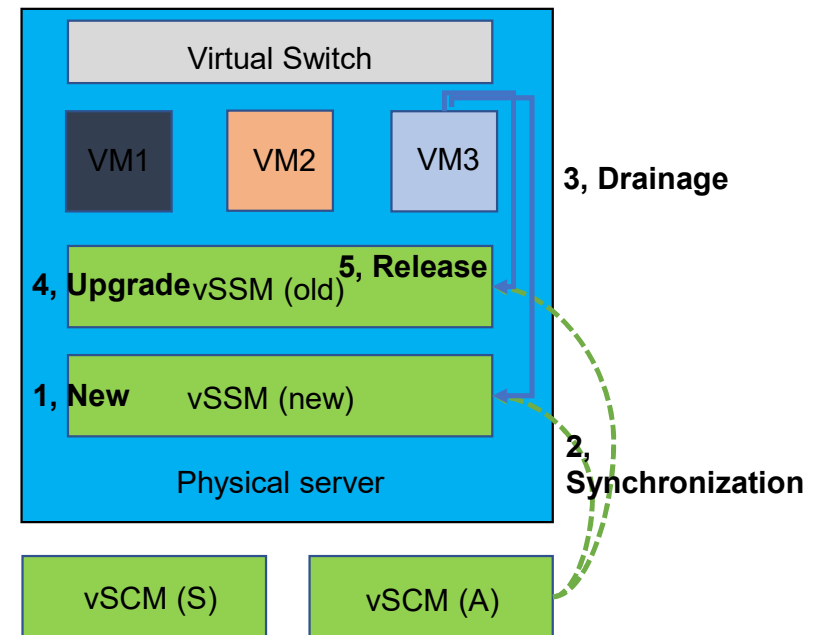 Virtual Switch
VM1
VM2
VM3
3, Drainage
5, Release
4, Upgrade
vSSM (old)
1, New
vSSM (new)
2,
Synchronization
Physical server
vSCM (S)
vSCM (A)